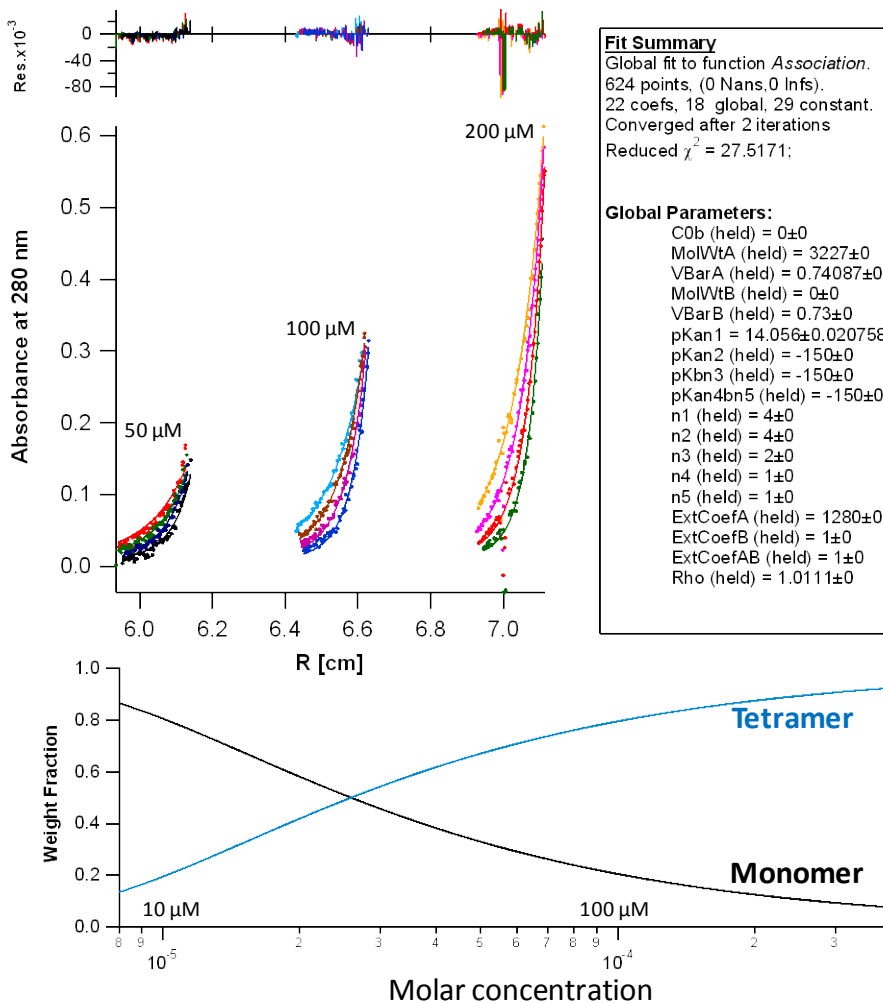 Res.x10⁻³
0
-40
-80
Absorbance at 280 nm
0.6
0.5
0.4
0.3
0.2
0.1
0.0
50 µM
100 µM
200 µM
6.0 6.2 6.4 6.6 6.8 7.0
R [cm]
Fit Summary
Global fit to function Association.
624 points, (0 Nans,0 Infs).
22 coefs, 18 global, 29 constant.
Converged after 2 iterations
Reduced χ² = 27.5171;
Global Parameters:
C0b (held) = 0±0
MolWtA (held) = 3227±0
VBarA (held) = 0.74087±0
MolWtB (held) = 0±0
VBarB (held) = 0.73±0
pKan1 = 14.056±0.020758
pKan2 (held) = -150±0
pKbn3 (held) = -150±0
pKan4bn5 (held) = -150±0
n1 (held) = 4±0
n2 (held) = 4±0
n3 (held) = 2±0
n4 (held) = 1±0
n5 (held) = 1±0
ExtCoefA (held) = 1280±0
ExtCoefB (held) = 1±0
ExtCoefAB (held) = 1±0
Rho (held) = 1.0111±0
Weight Fraction
1.0
0.8
0.6
0.4
0.2
0.0
Tetramer
Monomer
10 µM 100 µM
8 9 10⁻⁵ 2 3 4 5 6 7 8 9 10⁻⁴ 2 3
Molar concentration